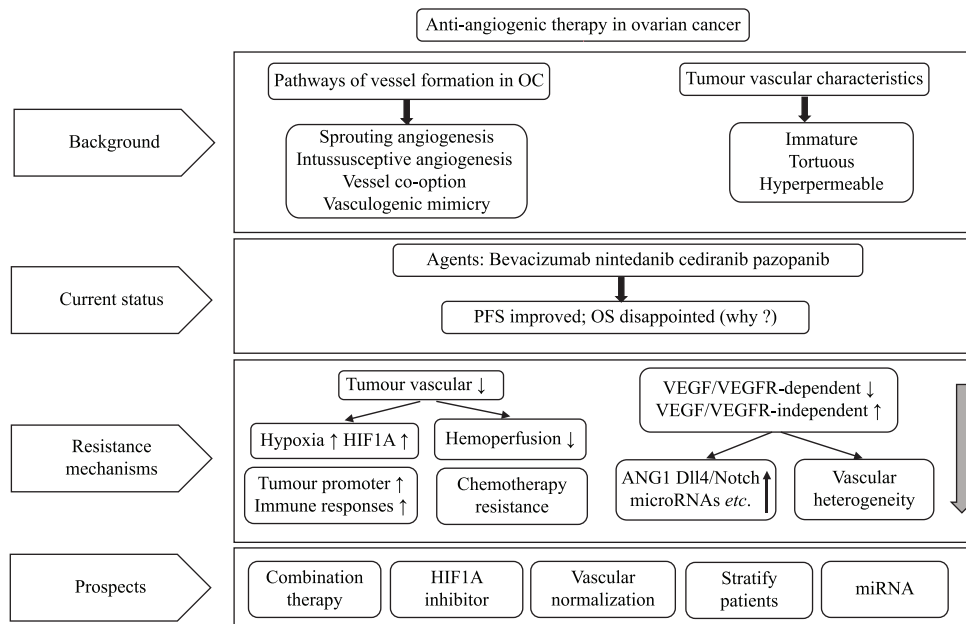 Anti-angiogenic therapy in ovarian cancer
Background
Pathways of vessel formation in OC
Sprouting angiogenesis
Intussusceptive angiogenesis
Vessel co-option
Vasculogenic mimicry
Tumour vascular characteristics
Immature
Tortuous
Hyperpermeable
Current status
Agents: Bevacizumab nintedanib cediranib pazopanib
PFS improved; OS disappointed (why ?)
Resistance
mechanisms
Tumour vascular ↓
Hypoxia ↑ HIF1A ↑
Hemoperfusion ↓
Tumour promoter ↑
Immune responses ↑
Chemotherapy
resistance
VEGF/VEGFR-dependent ↓
VEGF/VEGFR-independent ↑
ANG1 Dll4/Notch
microRNAs etc.
Vascular
heterogeneity
Prospects
Combination
therapy
HIF1A
inhibitor
Vascular
normalization
Stratify
patients
miRNA